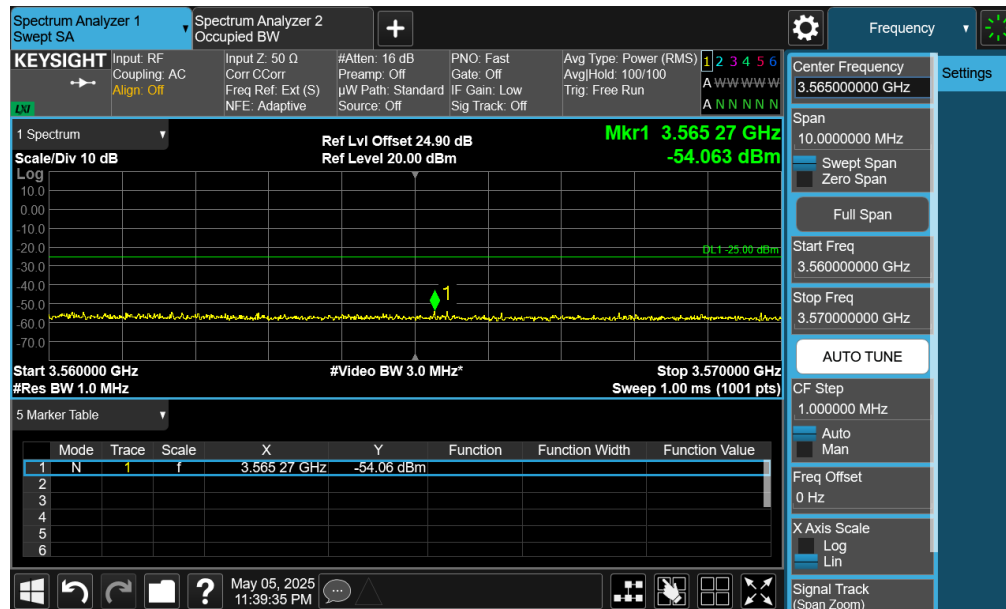 Spectrum Analyzer 1
Swept SA
Spectrum Analyzer 2
Occupied BW
+
Frequency
KEYSIGHT
LXI
Input: RF
Coupling: AC
Align: Off
Input Z: 50 Ω
Corr CCorr
Freq Ref: Ext (S)
NFE: Adaptive
#Atten: 16 dB
Preamp: Off
µW Path: Standard
Source: Off
PNO: Fast
Gate: Off
IF Gain: Low
Sig Track: Off
Avg Type: Power (RMS)
Avg|Hold: 100/100
Trig: Free Run
1 2 3 4 5 6
A W W W W W
A N N N N N
1 Spectrum
Scale/Div 10 dB
Log
Ref Lvl Offset 24.90 dB
Ref Level 20.00 dBm
Mkr1 3.565 27 GHz
-54.063 dBm
10.0
0.00
-10.0
-20.0
-30.0
-40.0
-50.0
-60.0
-70.0
DL1 -25.00 dBm
1
Start 3.560000 GHz
#Res BW 1.0 MHz
#Video BW 3.0 MHz*
Stop 3.570000 GHz
Sweep 1.00 ms (1001 pts)
5 Marker Table
Mode Trace Scale X Y Function Function Width Function Value
1 N 1 f 3.565 27 GHz -54.06 dBm
2
3
4
5
6
May 05, 2025
11:39:35 PM
?
Center Frequency
3.565000000 GHz
Span
10.0000000 MHz
Swept Span
Zero Span
Full Span
Start Freq
3.560000000 GHz
Stop Freq
3.570000000 GHz
AUTO TUNE
CF Step
1.000000 MHz
Auto
Man
Freq Offset
0 Hz
X Axis Scale
Log
Lin
Signal Track
(Span Zoom)
Settings